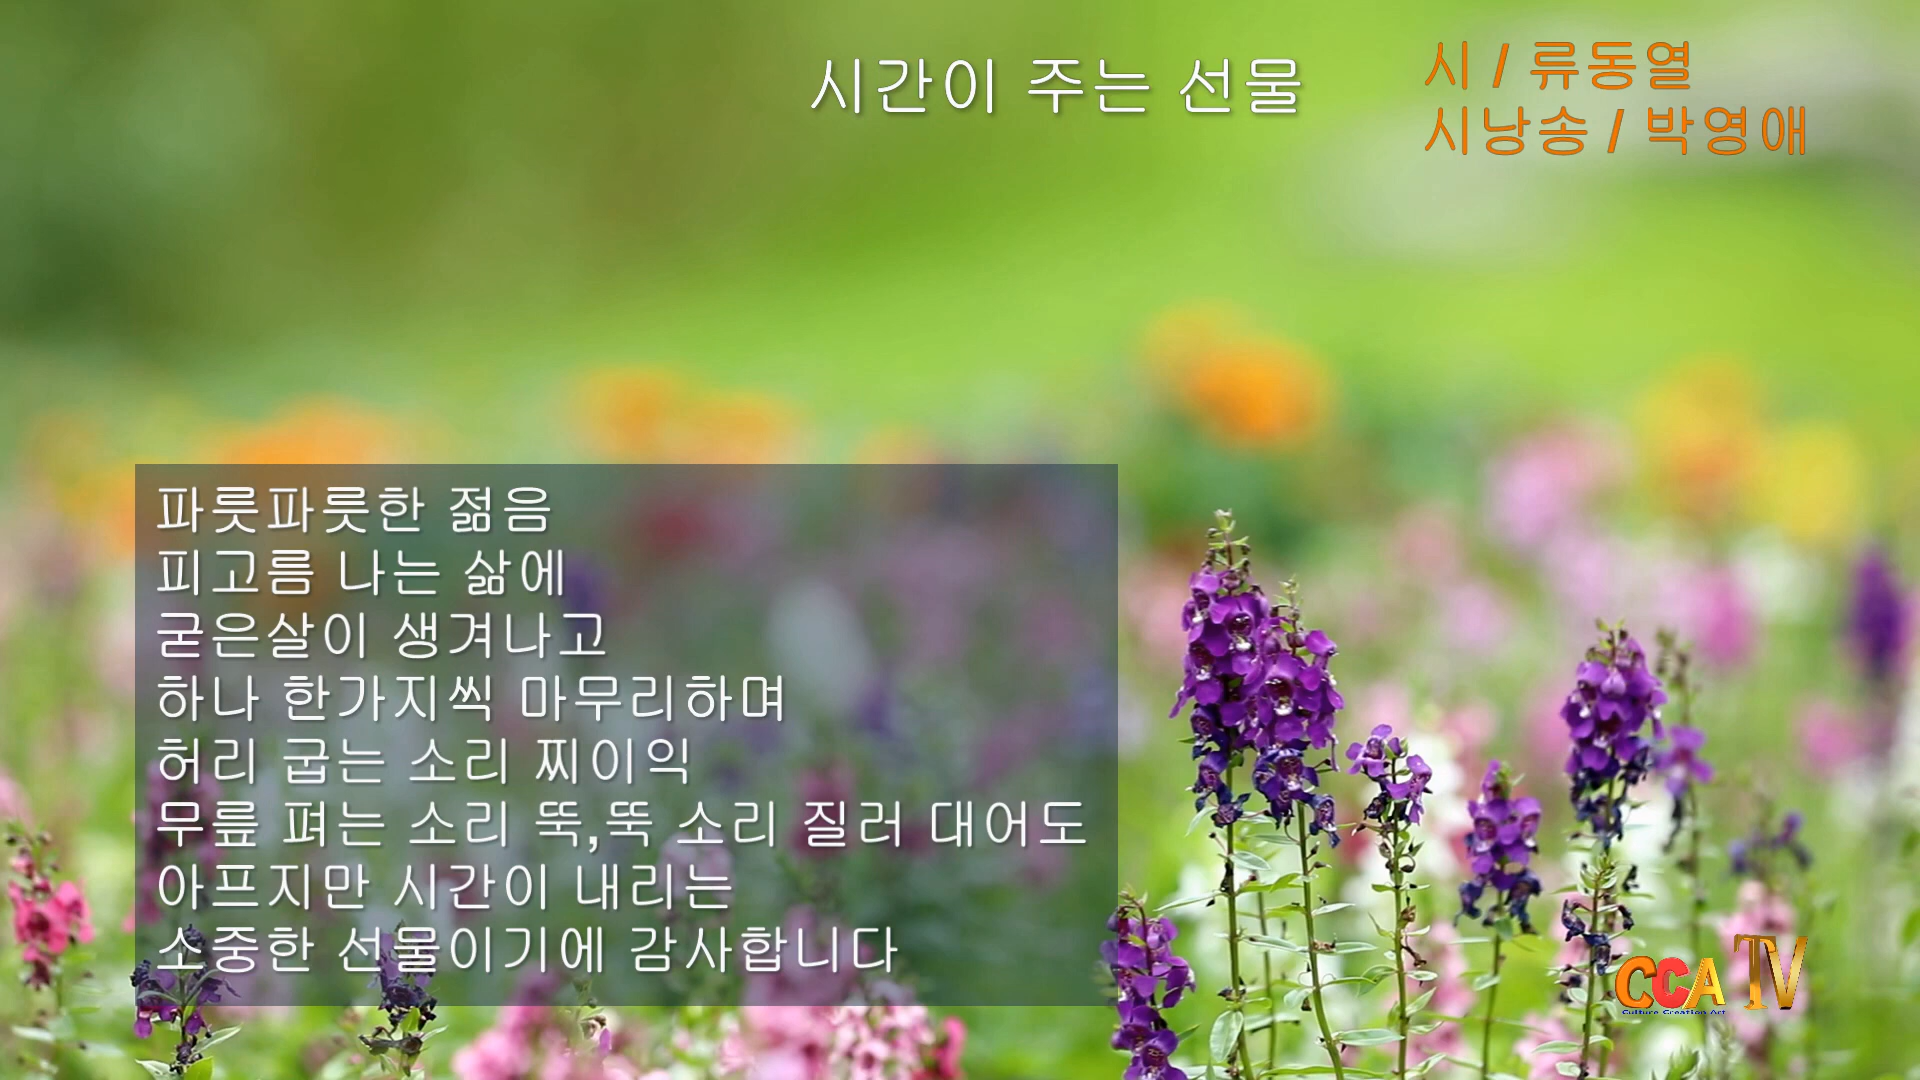 시간이 주는 선물
시 / 류동열
시낭송 / 박영애
파룻파룻한 젊음
피고름 나는 삶에
굳은살이 생겨나고
하나 한가지씩 마무리하며
허리 굽는 소리 찌이익
무릎 펴는 소리 뚝,뚝 소리 질러 대어도
아프지만 시간이 내리는
소중한 선물이기에 감사합니다
CCA TV
Culture Creation Art